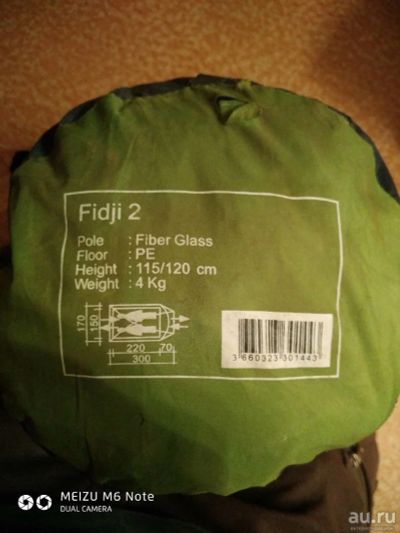 Fidji 2
Pole : Fiber Glass
Floor : PE
Height : 115/120 cm
Weight : 4 Kg
170
150
220 70
300
3 660323 301443
MEIZU M6 Note
DUAL CAMERA
au.ru